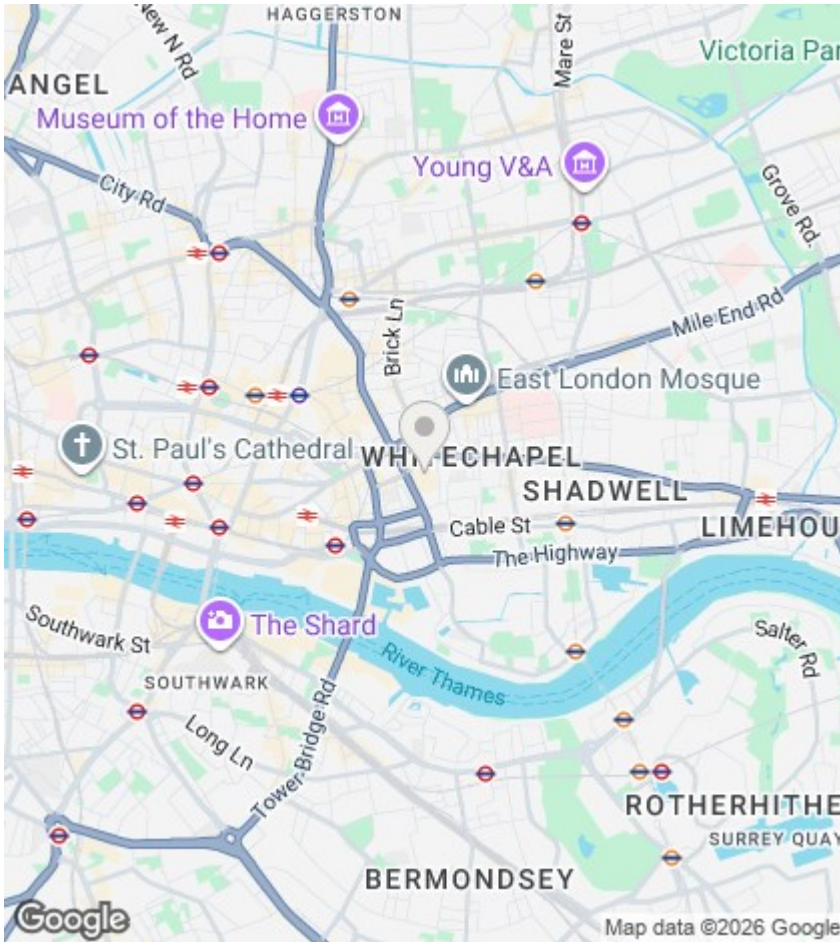 HAGGERSTON
New N Rd
Mare St
Victoria Par
ANGEL
Museum of the Home
Young V&A
City Rd
Grove Rd.
Brick Ln
Mile End Rd
East London Mosque
St. Paul's Cathedral
WHITECHAPEL
SHADWELL
Cable St
LIMEHOU
The Highway
Southwark St
The Shard
River Thames
Salter Rd
SOUTHWARK
Long Ln
Tower Bridge Rd
ROTHERHITHE
SURREY QUAY
BERMONDSEY
Google
Map data ©2026 Google